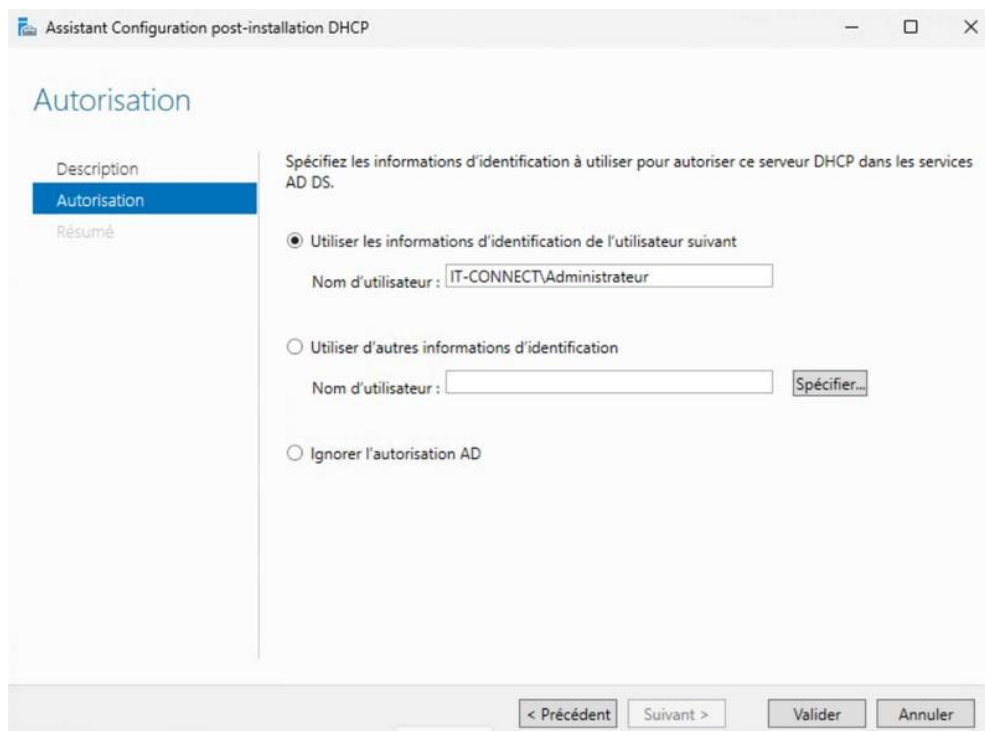 Assistant Configuration post-installation DHCP
Autorisation
Description
Autorisation
Résumé
Spécifiez les informations d'identification à utiliser pour autoriser ce serveur DHCP dans les services
AD DS.
Utiliser les informations d'identification de l'utilisateur suivant
Nom d'utilisateur : IT-CONNECT\Administrateur
Utiliser d'autres informations d'identification
Nom d'utilisateur : Spécifier...
Ignorer l'autorisation AD
< Précédent Suivant > Valider Annuler